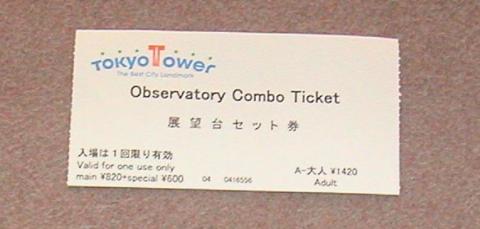 TOKYO TOWER
The Best City Landmark
Observatory Combo Ticket
展望台セット券
入場は1回限り有効
Valid for one use only
main ¥820+special ¥600
04 0416556
A-大人 ¥1420
Adult